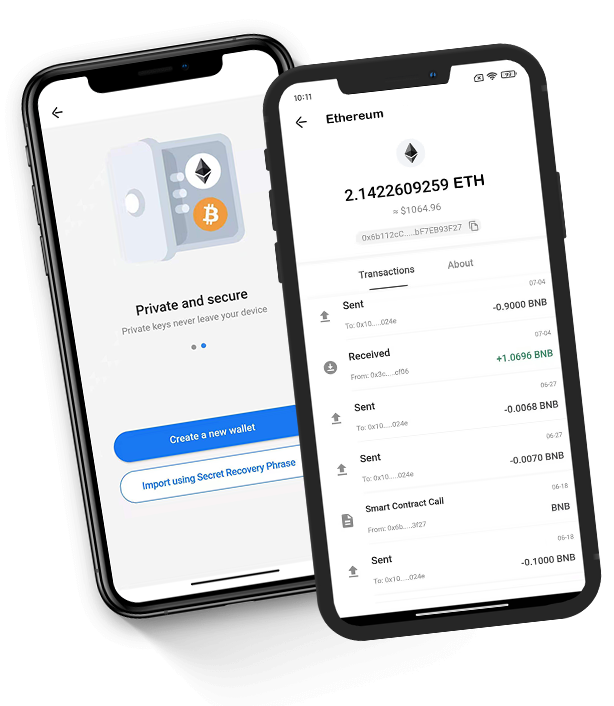 Private and secure
Private keys never leave your device
Create a new wallet
Import using Secret Recovery Phrase
10:11
Ethereum
2.1422609259 ETH
≈ $1064.96
0x6b112cC.....bF7EB93F27
Transactions
About
07-04
Sent
-0.9000 BNB
To: 0x10.....024e
07-04
Received
+1.0696 BNB
From: 0x3c.....cf06
06-27
Sent
-0.0068 BNB
To: 0x10.....024e
06-27
Sent
-0.0070 BNB
To: 0x10.....024e
06-18
Smart Contract Call
BNB
From: 0x6b.....3f27
06-18
Sent
-0.1000 BNB
To: 0x10.....024e